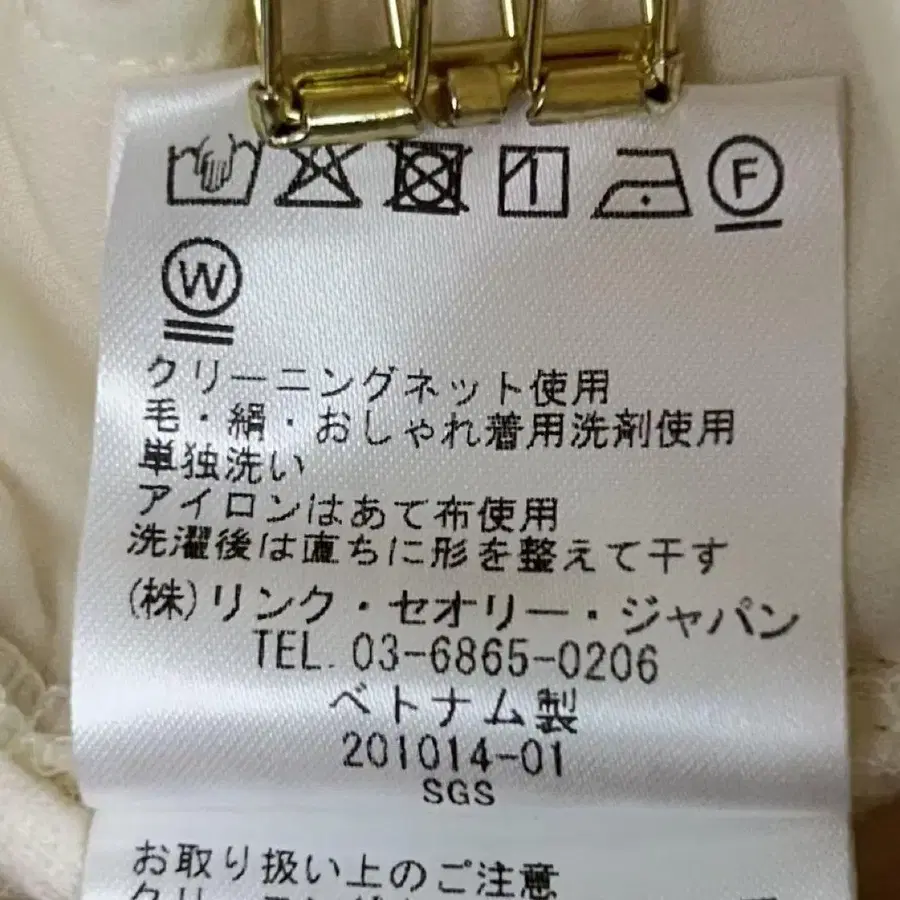 F
W
クリーニングネット使用
毛・絹・おしゃれ着用洗剤使用
単独洗い
アイロンはあて布使用
洗濯後は直ちに形を整えて干す
(株)リンク・セオリー・ジャパン
TEL. 03-6865-0206
ベトナム製
201014-01
SGS
お取り扱い上のご注意